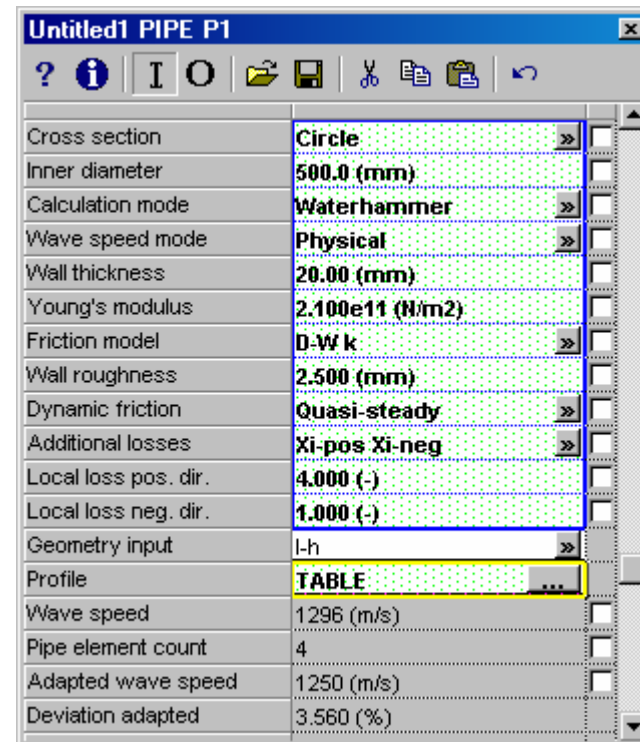 Untitled1 PIPE P1
? i I O
Cross section Circle »
Inner diameter 500.0 (mm)
Calculation mode Waterhammer »
Wave speed mode Physical »
Wall thickness 20.00 (mm)
Young's modulus 2.100e11 (N/m2)
Friction model D-W k »
Wall roughness 2.500 (mm)
Dynamic friction Quasi-steady »
Additional losses Xi-pos Xi-neg »
Local loss pos. dir. 4.000 (-)
Local loss neg. dir. 1.000 (-)
Geometry input l-h »
Profile TABLE ...
Wave speed 1296 (m/s)
Pipe element count 4
Adapted wave speed 1250 (m/s)
Deviation adapted 3.560 (%)